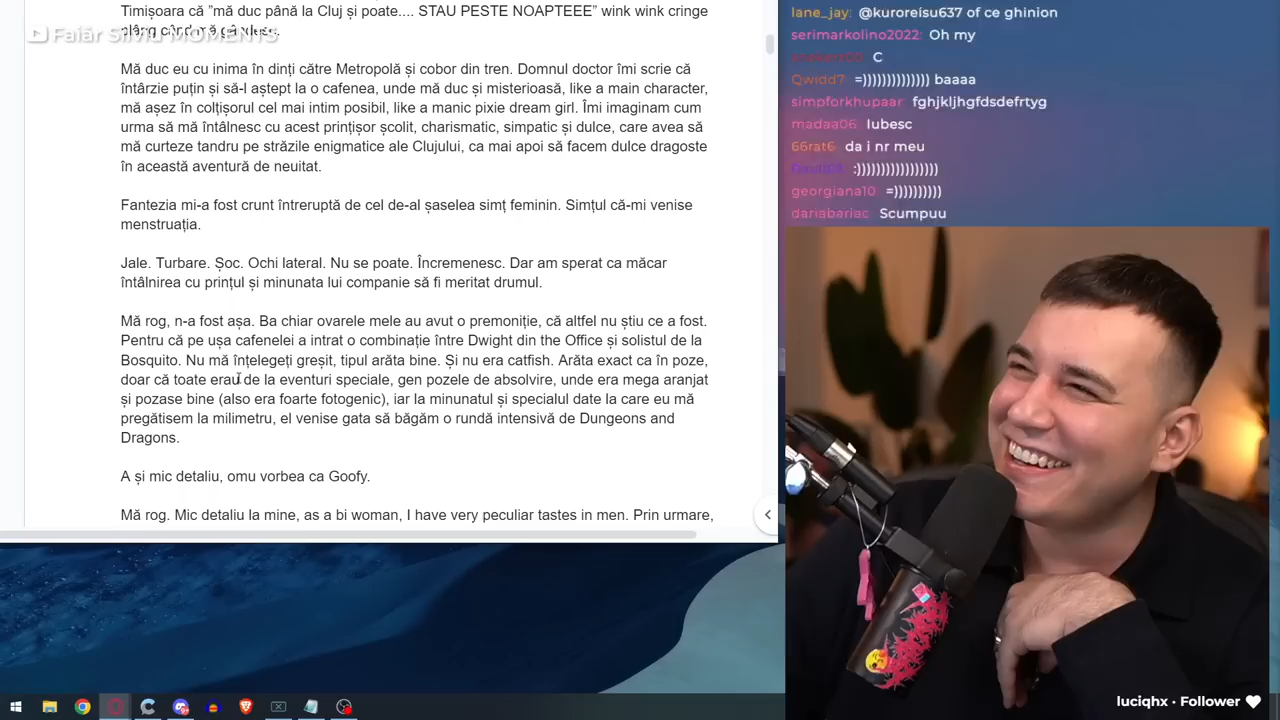 Timișoara că ”mă duc până la Cluj și poate.... STAU PESTE NOAPTEEE” wink wink cringe
plâng când mă gândesc.
Mă duc eu cu inima în dinți către Metropolă și cobor din tren. Domnul doctor îmi scrie că
întârzie puțin și să-l aștept la o cafenea, unde mă duc și misterioasă, like a main character,
mă așez în colțișorul cel mai intim posibil, like a manic pixie dream girl. Îmi imaginam cum
urma să mă întâlnesc cu acest prințișor școlit, charismatic, simpatic și dulce, care avea să
mă curteze tandru pe străzile enigmatice ale Clujului, ca mai apoi să facem dulce dragoste
în această aventură de neuitat.
Fantezia mi-a fost crunt întreruptă de cel de-al șaselea simț feminin. Simțul că-mi venise
menstruația.
Jale. Turbare. Șoc. Ochi lateral. Nu se poate. Încremenesc. Dar am sperat ca măcar
întâlnirea cu prințul și minunata lui companie să fi meritat drumul.
Mă rog, n-a fost așa. Ba chiar ovarele mele au avut o premoniție, că altfel nu știu ce a fost.
Pentru că pe ușa cafenelei a intrat o combinație între Dwight din the Office și solistul de la
Bosquito. Nu mă înțelegeți greșit, tipul arăta bine. Și nu era catfish. Arăta exact ca în poze,
doar că toate erau de la eventuri speciale, gen pozele de absolvire, unde era mega aranjat
și pozase bine (also era foarte fotogenic), iar la minunatul și specialul date la care eu mă
pregătisem la milimetru, el venise gata să băgăm o rundă intensivă de Dungeons and
Dragons.
A și mic detaliu, omu vorbea ca Goofy.
Mă rog. Mic detaliu la mine, as a bi woman, I have very peculiar tastes in men. Prin urmare,
lane_jay: @kuroreisu637 of ce ghinion
serimarkolino2022: Oh my
C
Qwidd7 =))))))))))))) baaaa
simpforkhupaar: fghjkljhgfdsdefrtyg
madaa06 Iubesc
66rat6 da i nr meu
:)))))))))))))))))
georgiana10 =))))))))))
Scumpuu
luciqhx · Follower